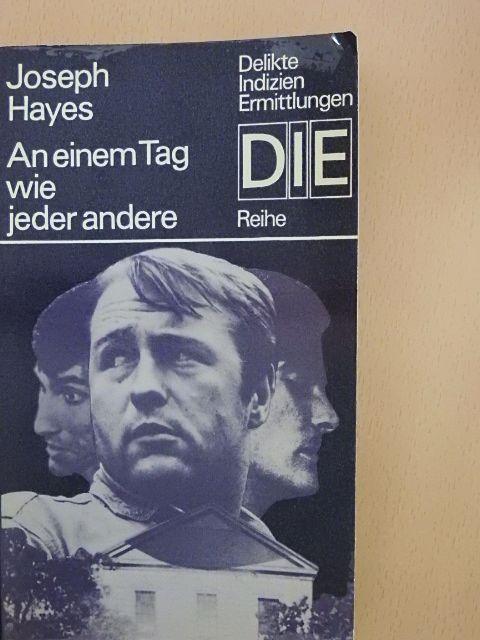 Joseph
Hayes
An einem Tag
wie
jeder andere
Delikte
Indizien
Ermittlungen
DIE
Reihe